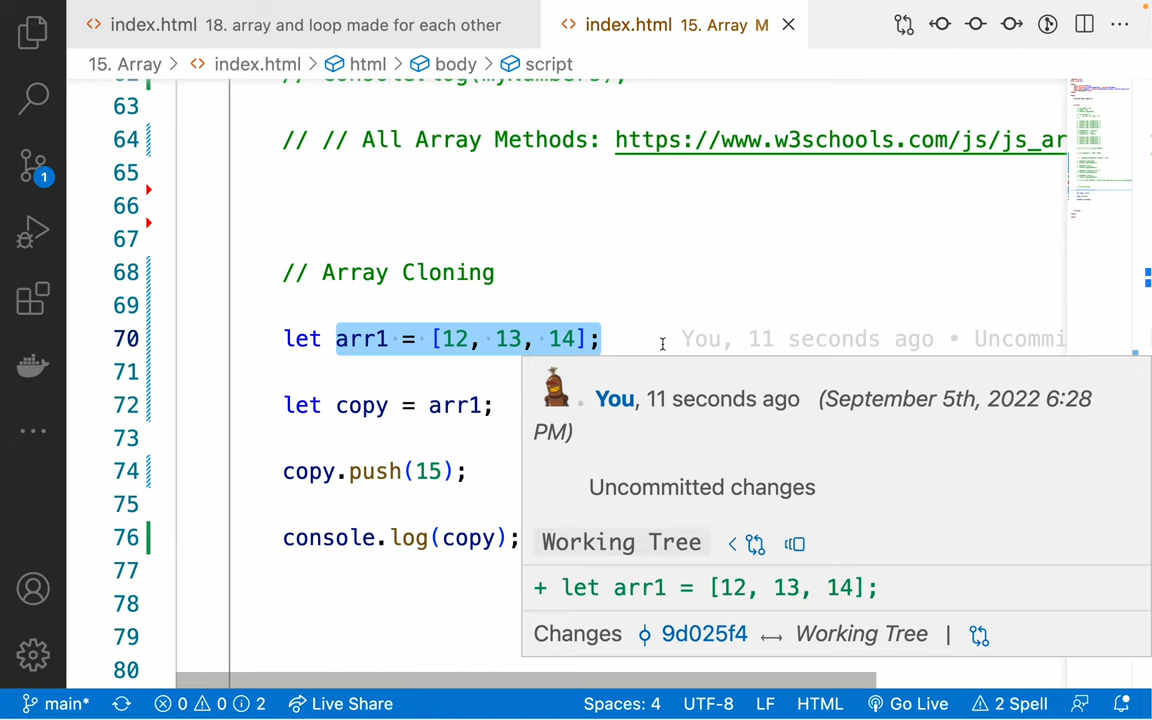 index.html 18. array and loop made for each other
index.html 15. Array M
15. Array > index.html > html > body > script
63
64 // // All Array Methods: https://www.w3schools.com/js/js_ar
65
66
67
68 // Array Cloning
69
70 let arr1 = [12, 13, 14]; You, 11 seconds ago • Uncommi
71
72 let copy = arr1;
73
74 copy.push(15);
75
76 console.log(copy);
77
78
79
80
You, 11 seconds ago (September 5th, 2022 6:28
PM)
Uncommitted changes
Working Tree
+ let arr1 = [12, 13, 14];
Changes 9d025f4 Working Tree |
1
main* 0 0 2 Live Share Spaces: 4 UTF-8 LF HTML Go Live 2 Spell